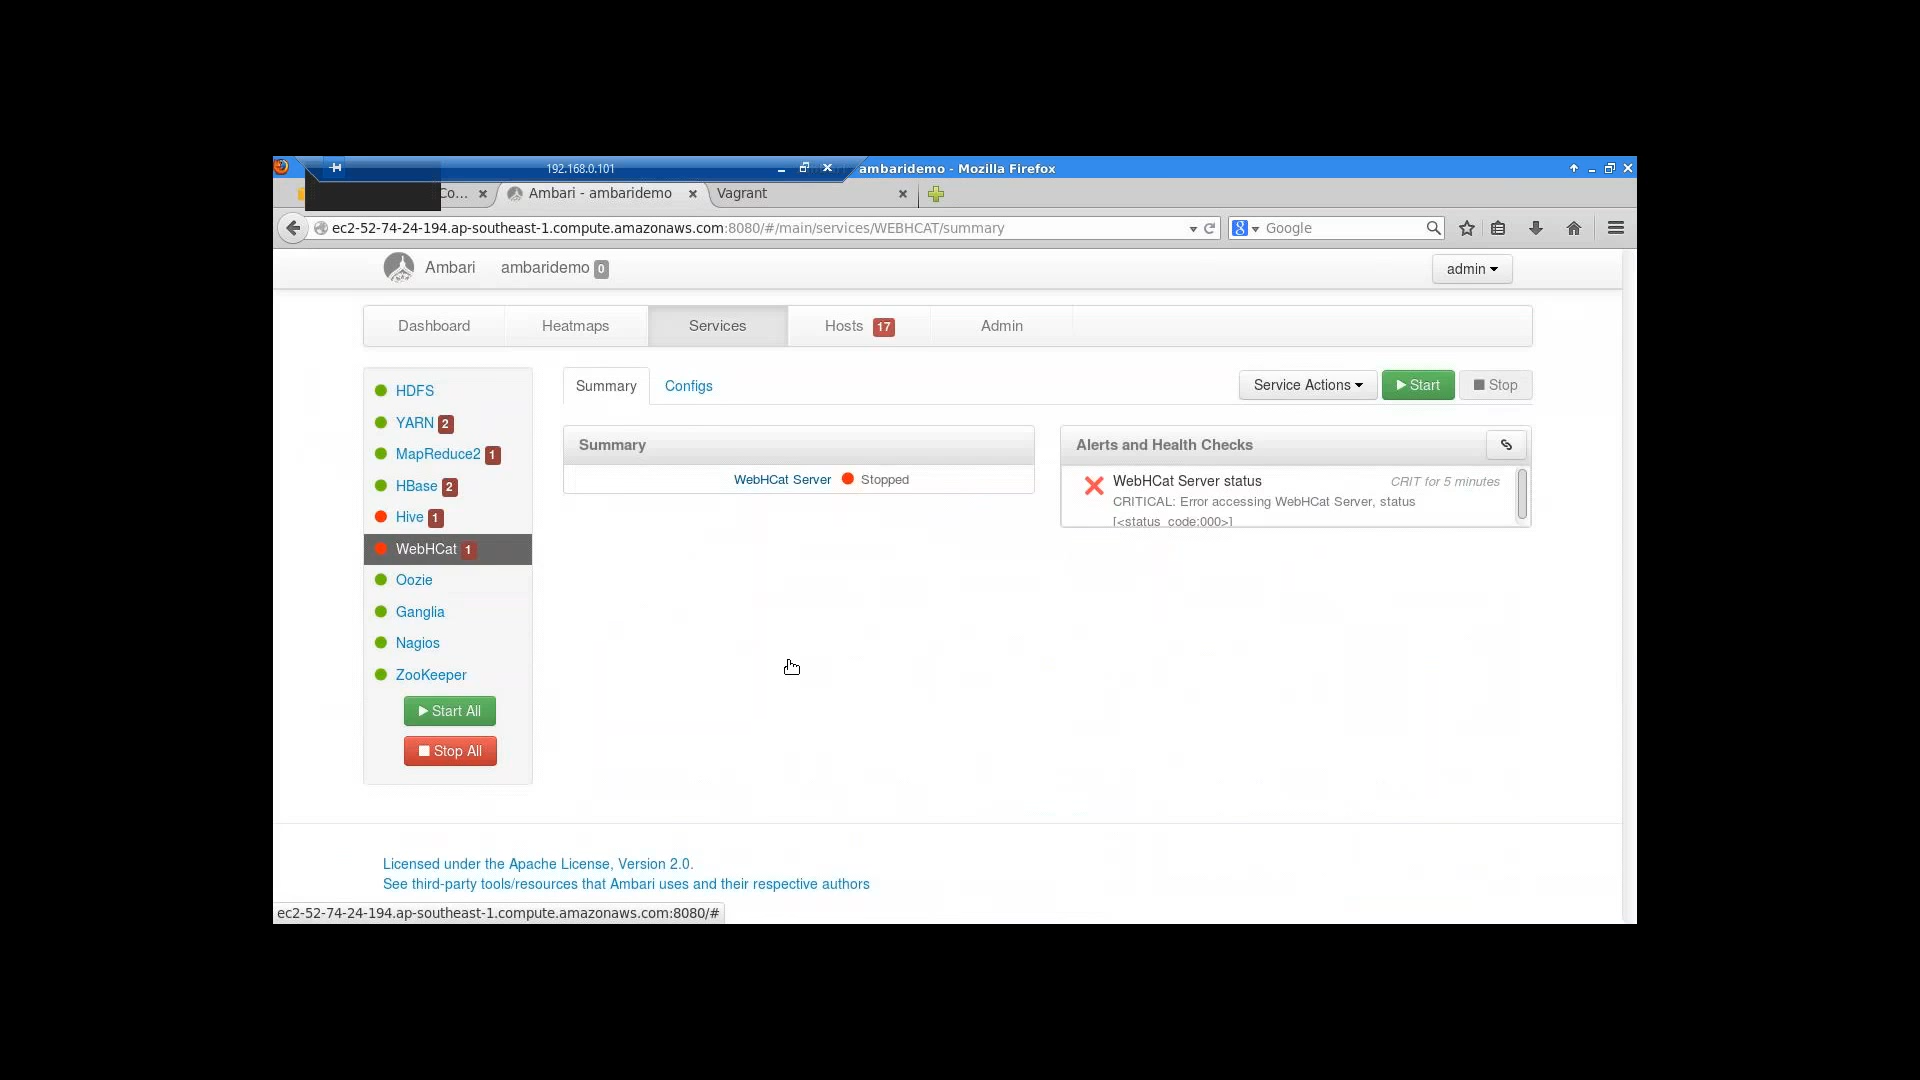 192.168.0.101
ambaridemo - Mozilla Firefox
Co...
Ambari - ambaridemo
Vagrant
ec2-52-74-24-194.ap-southeast-1.compute.amazonaws.com:8080/#/main/services/WEBHCAT/summary
Google
Ambari ambaridemo 0
admin
Dashboard
Heatmaps
Services
Hosts 17
Admin
HDFS
YARN 2
MapReduce2 1
HBase 2
Hive 1
WebHCat 1
Oozie
Ganglia
Nagios
ZooKeeper
Start All
Stop All
Summary
Configs
Service Actions
Start
Stop
Summary
WebHCat Server Stopped
Alerts and Health Checks
WebHCat Server status CRIT for 5 minutes
CRITICAL: Error accessing WebHCat Server, status
[<status_code:000>]
Licensed under the Apache License, Version 2.0.
See third-party tools/resources that Ambari uses and their respective authors
ec2-52-74-24-194.ap-southeast-1.compute.amazonaws.com:8080/#